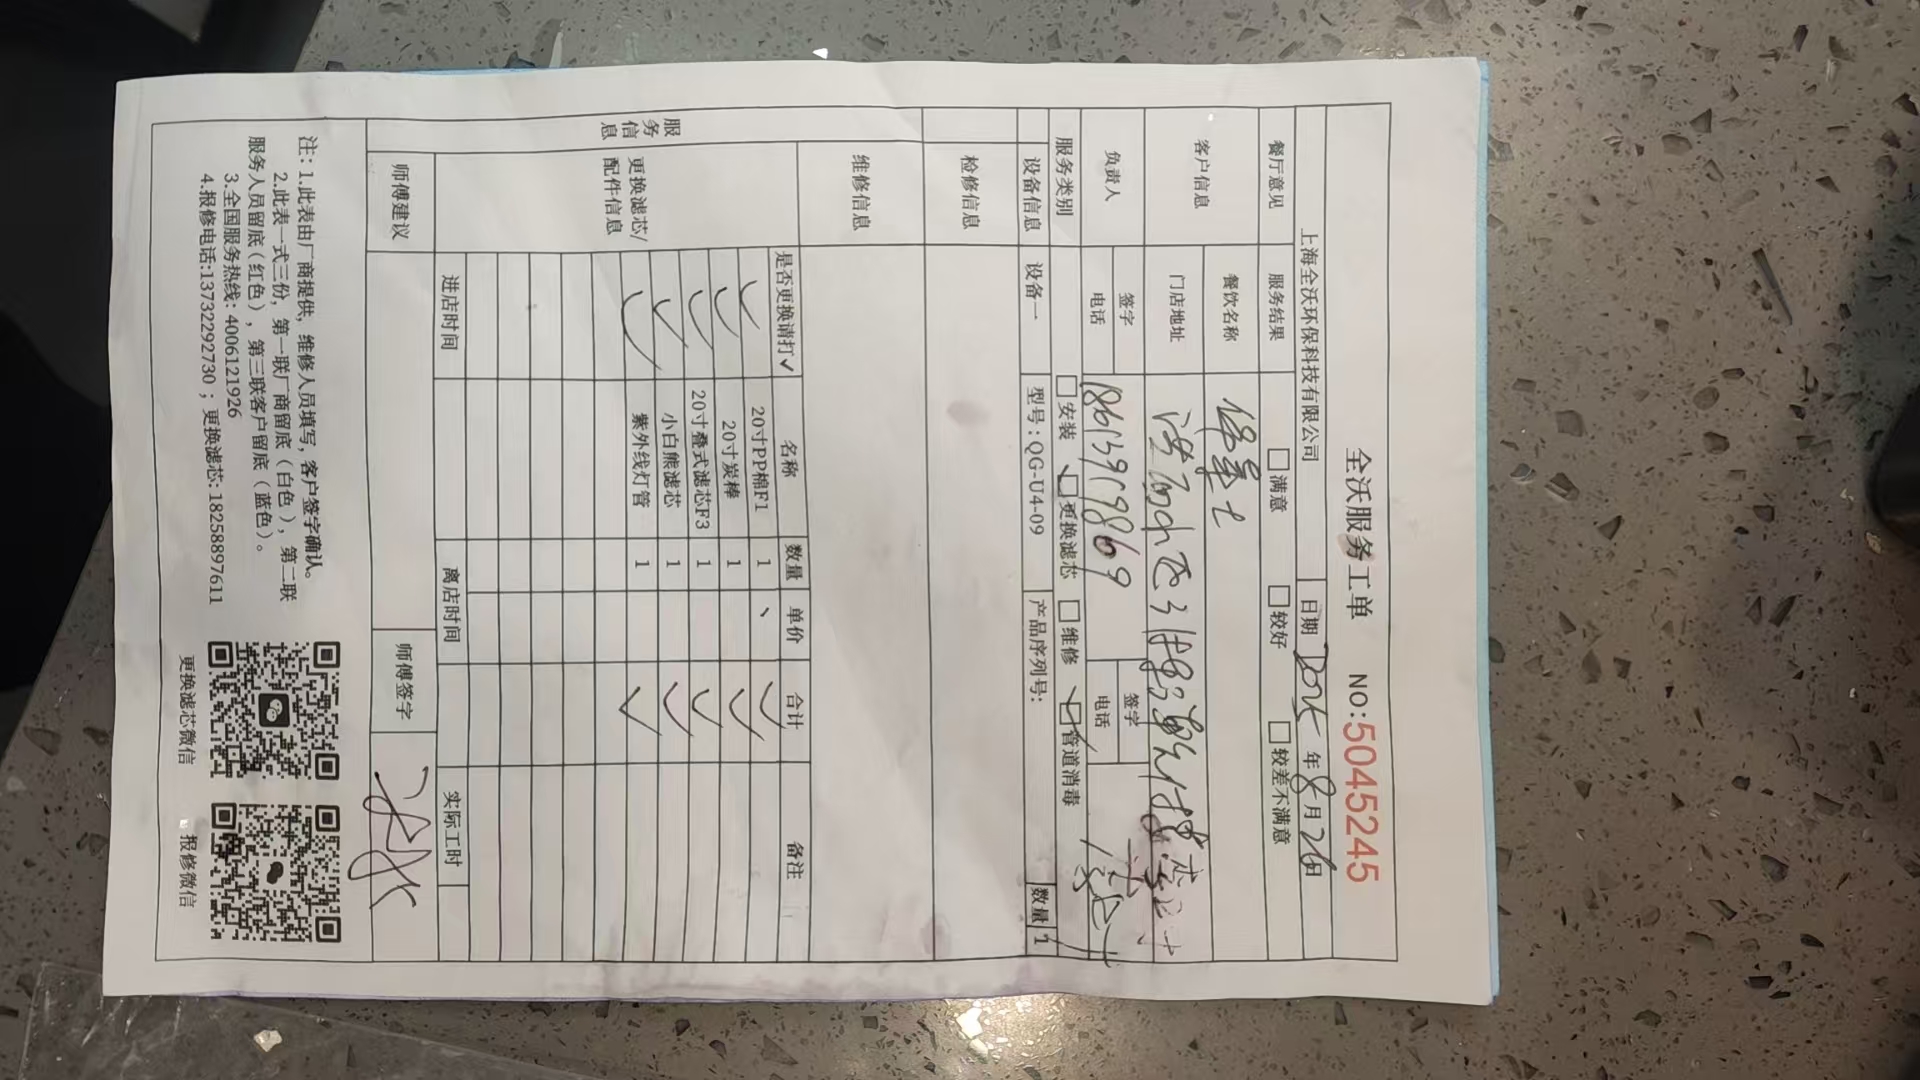 全沃服务工单 NO:5045245
上海全沃环保科技有限公司 日期 年8月26日
餐厅意见 服务结果 □满意 □较好 □较差不满意
客户信息 餐饮名称
门店地址
负责人 签字 签字
电话 18613919869 电话
服务类别 □安装 ☑更换滤芯 □维修 ☑管道消毒
设备信息 设备一 型号:QG-U4-09 产品序列号: 数量 1
检修信息
维修信息
服务信息
更换滤芯/配件信息
是否更换请打✓ 名称 数量 单价 合计 备注
✓ 20寸PP棉F1 1 ✓
✓ 20寸炭棒 1 ✓
✓ 20寸叠式滤芯F3 1 ✓
✓ 小白熊滤芯 1 ✓
✓ 紫外线灯管 1 ✓
进店时间 离店时间 实际工时
师傅建议 师傅签字
注:1.此表由厂商提供,维修人员填写,客户签字确认。
2.此表一式三份,第一联厂商留底(白色),第二联
服务人员留底(红色),第三联客户留底(蓝色)。
3.全国服务热线:4006121926
4.报修电话:13732292730;更换滤芯:18258897611
更换滤芯微信 报修微信